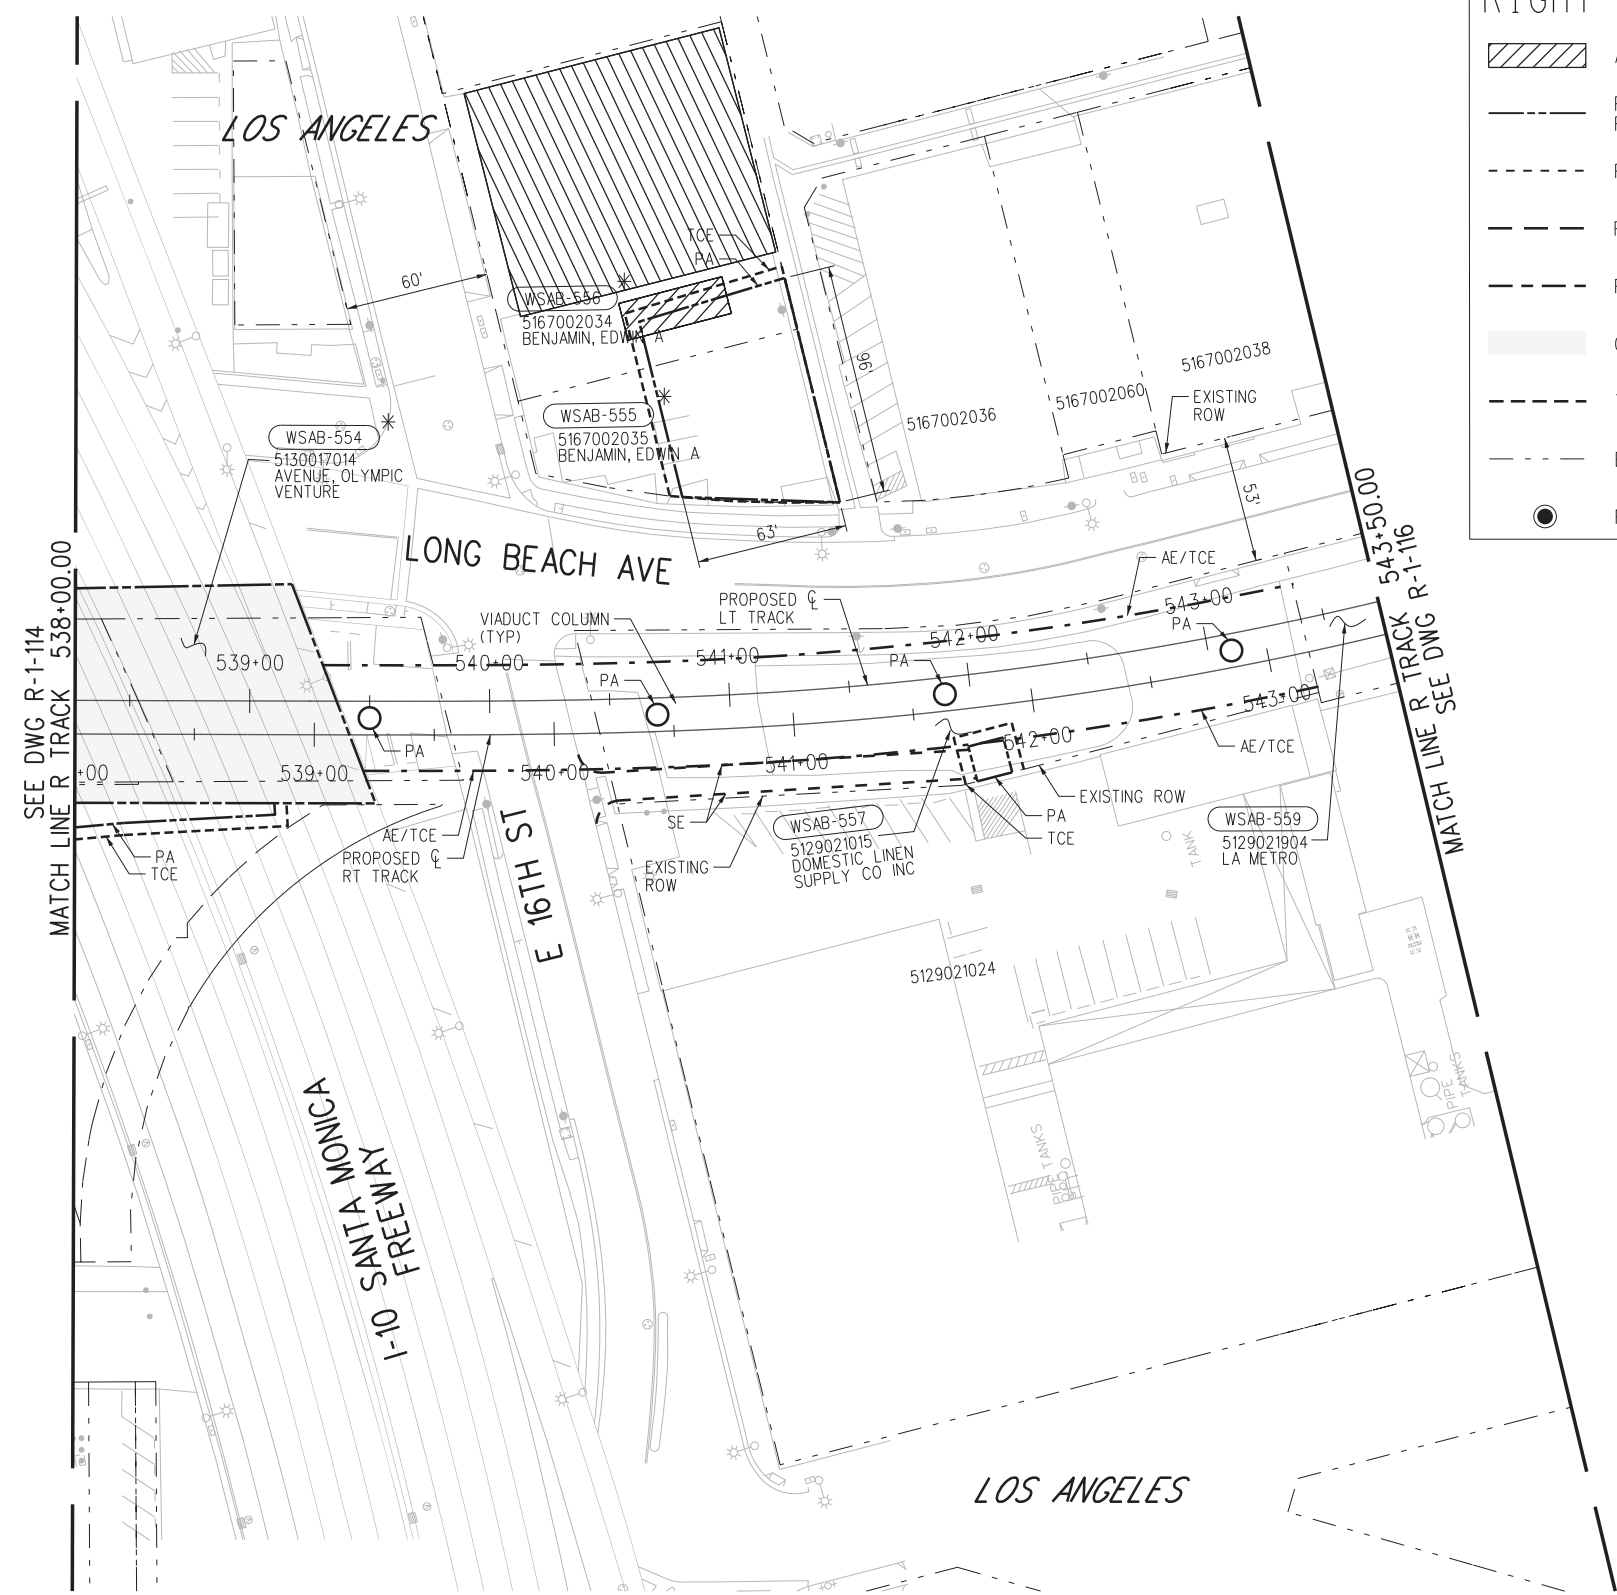 RIGHT
LOS ANGELES
60'
TCE
PA
WSAB-556
5167002034
BENJAMIN, EDWIN A
WSAB-555
5167002035
BENJAMIN, EDWIN A
96'
63'
5167002036
5167002060
5167002038
EXISTING
ROW
53'
WSAB-554
5130017014
AVENUE, OLYMPIC
VENTURE
LONG BEACH AVE
SEE DWG R-1-114
MATCH LINE R TRACK 538+00.00
VIADUCT COLUMN
(TYP)
PROPOSED
LT TRACK
AE/TCE
539+00
540+00
541+00
542+00
543+00
PA
PA
PA
PA
+00
539+00
540+00
541+00
542+00
543+00
AE/TCE
MATCH LINE R TRACK 543+50.00
SEE DWG R-1-116
PA
TCE
AE/TCE
PROPOSED
RT TRACK
SE
EXISTING
ROW
WSAB-557
5129021015
DOMESTIC LINEN
SUPPLY CO INC
EXISTING ROW
PA
TCE
WSAB-559
5129021904
LA METRO
TANK
E 16TH ST
5129021024
PIPE TANKS
PIPE
TANKS
I-10 SANTA MONICA
FREEWAY
LOS ANGELES